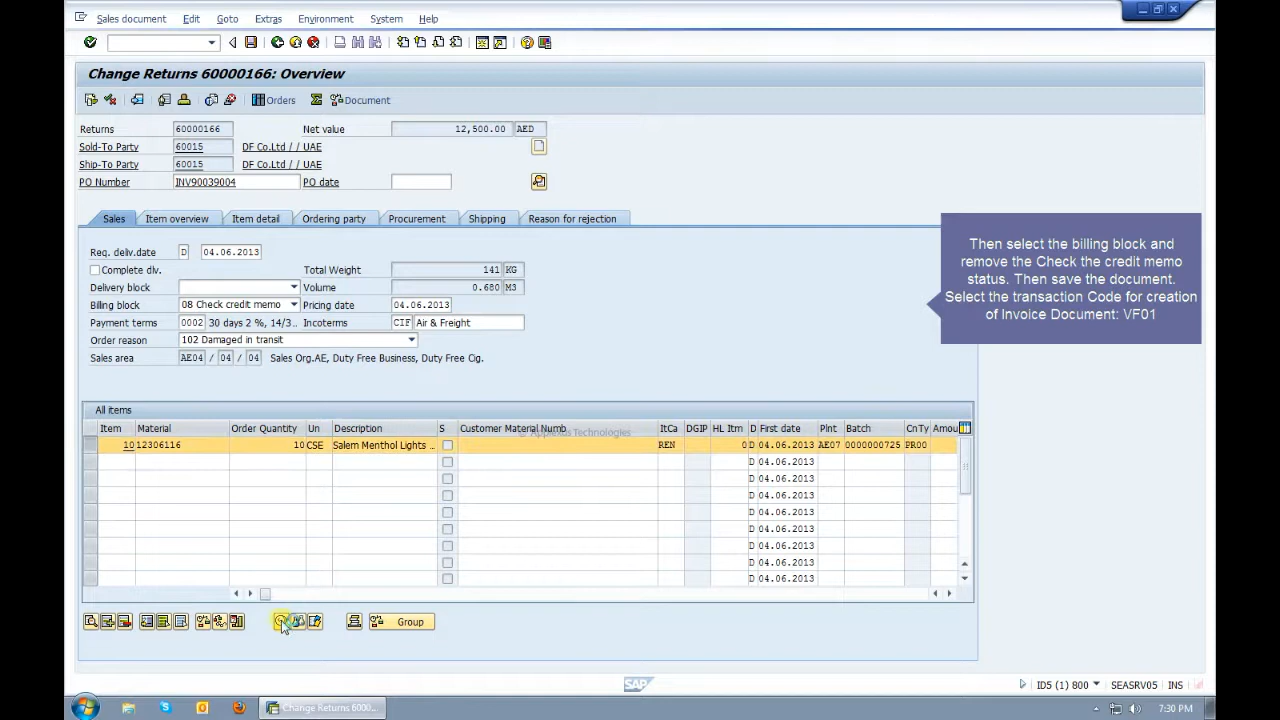 Sales document Edit Goto Extras Environment System Help
Change Returns 60000166: Overview
Orders Document
Returns 60000166 Net value 12,500.00 AED
Sold-To Party 60015 DF Co.Ltd / / UAE
Ship-To Party 60015 DF Co.Ltd / / UAE
PO Number INV90039004 PO date
Sales Item overview Item detail Ordering party Procurement Shipping Reason for rejection
Req. deliv.date D 04.06.2013
Complete dlv. Total Weight 141 KG
Delivery block Volume 0.680 M3
Billing block 08 Check credit memo Pricing date 04.06.2013
Payment terms 0002 30 days 2 %, 14/3... Incoterms CIF Air & Freight
Order reason 102 Damaged in transit
Sales area AE04 / 04 / 04 Sales Org.AE, Duty Free Business, Duty Free Cig.
Then select the billing block and
remove the Check the credit memo
status. Then save the document.
Select the transaction Code for creation
of Invoice Document: VF01
All items
Item Material Order Quantity Un Description S Customer Material Numb ItCa DGIP HL Itm D First date Plnt Batch CnTy Amou
© Applexus Technologies
10 12306116 10 CSE Salem Menthol Lights ... REN 0 D 04.06.2013 AE07 0000000725 PR00
D 04.06.2013
D 04.06.2013
D 04.06.2013
D 04.06.2013
D 04.06.2013
D 04.06.2013
D 04.06.2013
D 04.06.2013
Group
SAP
ID5 (1) 800 SEASRV05 INS
Change Returns 6000... 7:30 PM